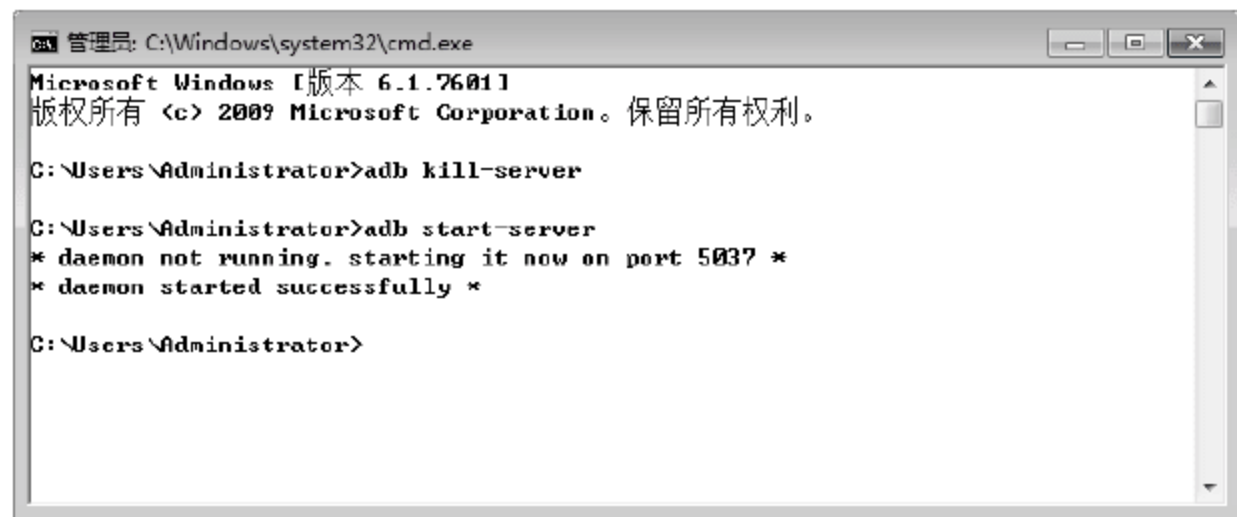 管理员: C:\Windows\system32\cmd.exe
Microsoft Windows [版本 6.1.7601]
版权所有 <c> 2009 Microsoft Corporation。保留所有权利。
C:\Users\Administrator>adb kill-server
C:\Users\Administrator>adb start-server
* daemon not running. starting it now on port 5037 *
* daemon started successfully *
C:\Users\Administrator>